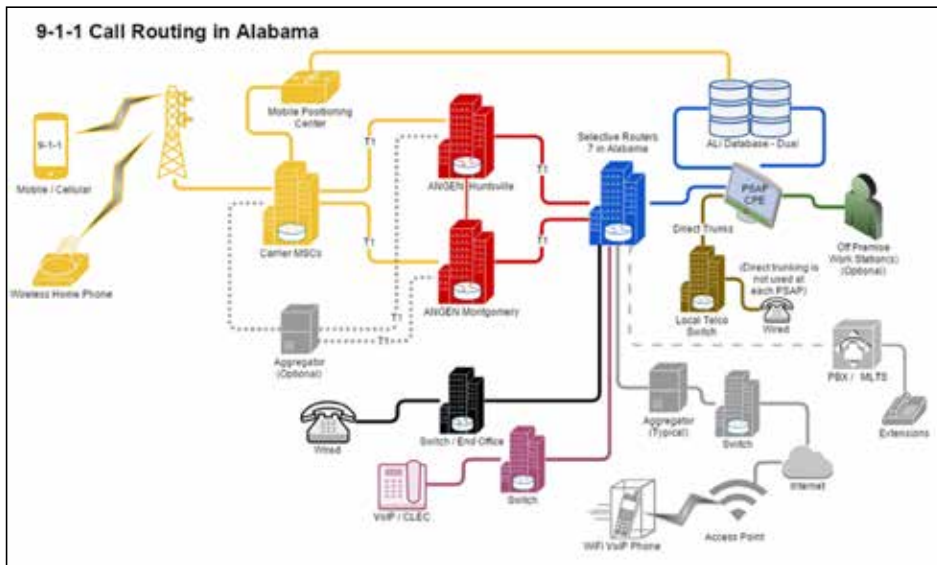 9-1-1 Call Routing in Alabama
Mobile Positioning
Center
9-1-1
Mobile / Cellular
Wireless Home Phone
Carrier MSCs
T1
T1
T1
T1
ANGEN Huntsville
ANGEN Montgomery
T1
T1
Selective Routers
7 in Alabama
ALI Database - Dual
PSAP
CPE
Direct Trunks
Off Premise
Work Station(s)
(Optional)
(Direct trunking is
not used at
each PSAP)
Local Telco
Switch
Wired
Aggregator
(Optional)
PBX / MLTS
Extensions
Wired
Switch / End Office
Aggregator
(Typical)
Switch
Internet
VoIP / CLEC
Switch
WiFi VoIP Phone
Access Point